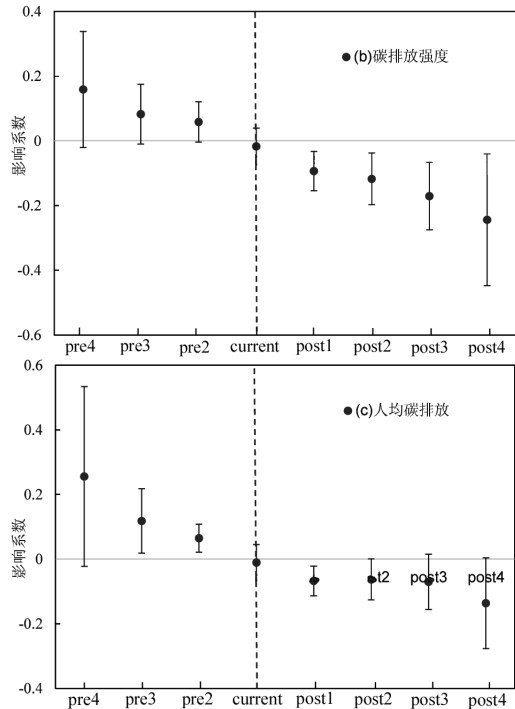 0.4
(b)碳排放强度
0.2
0
-0.2
-0.4
-0.6
影响系数
pre4 pre3 pre2 current post1 post2 post3 post4
0.6
(c)人均碳排放
0.4
0.2
0
-0.2
-0.4
影响系数
t2 post3 post4
pre4 pre3 pre2 current post1 post2 post3 post4